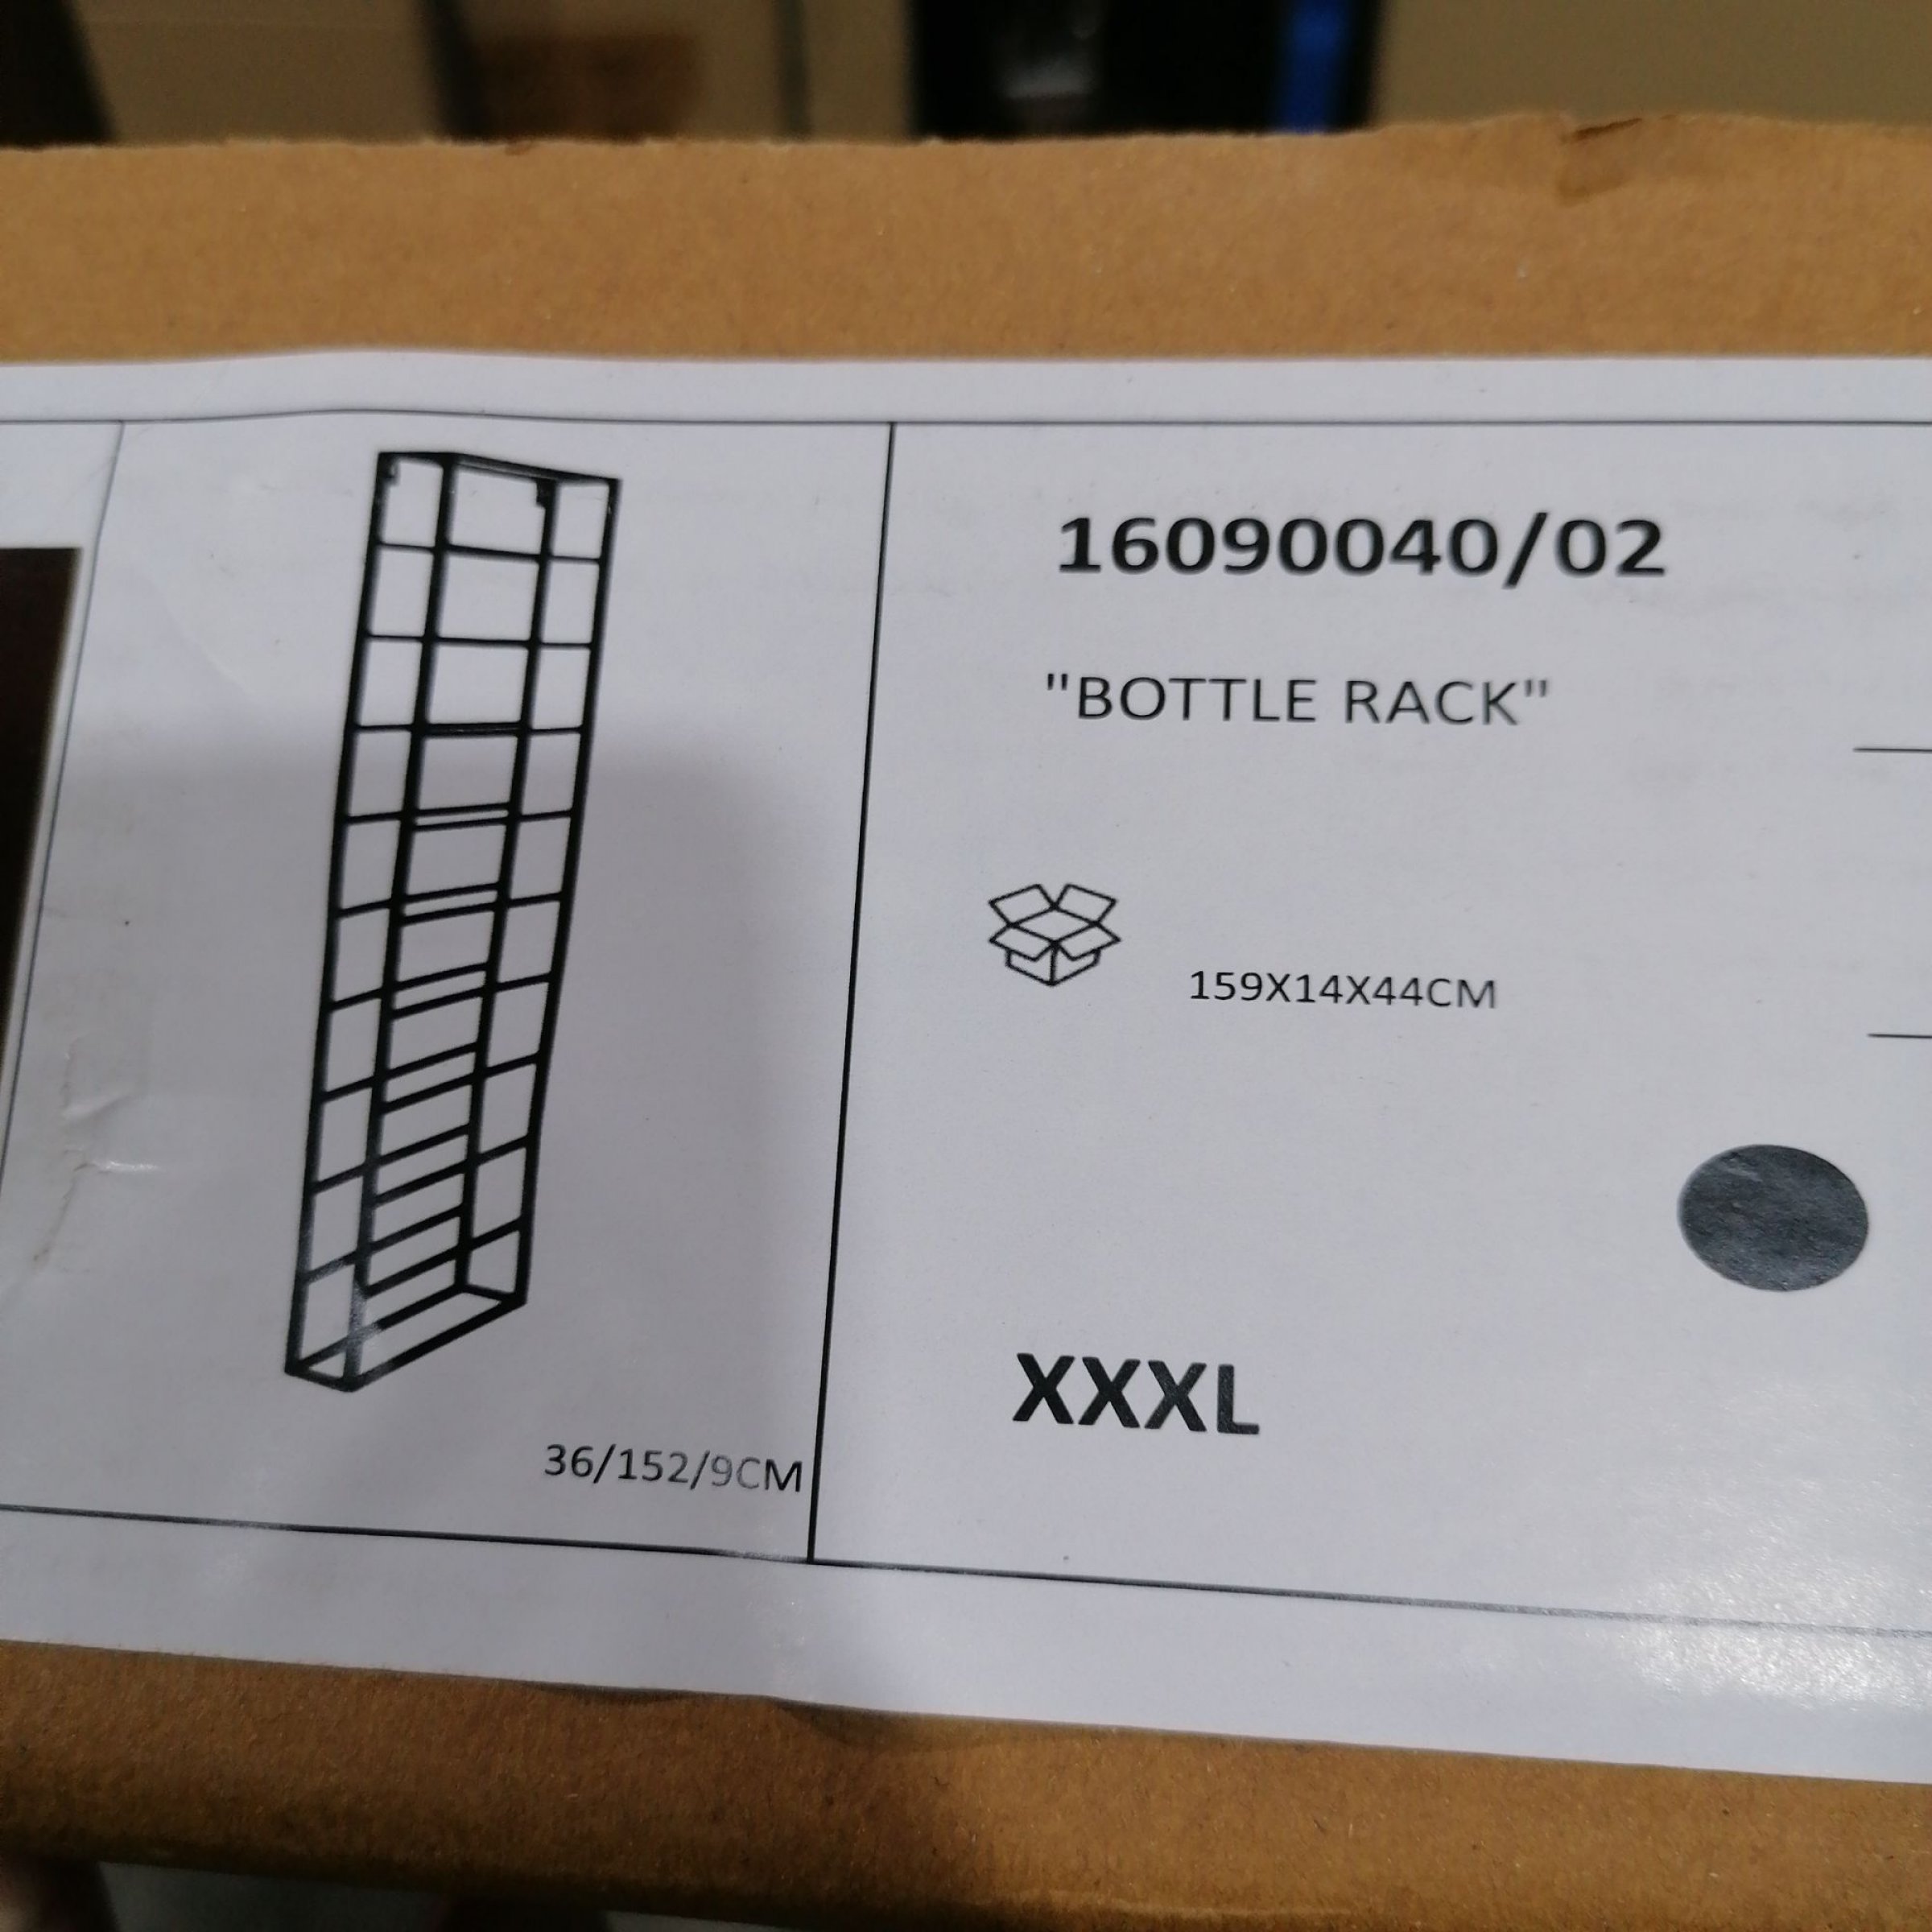 16090040/02
"BOTTLE RACK"
159X14X44CM
XXXL
36/152/9CM